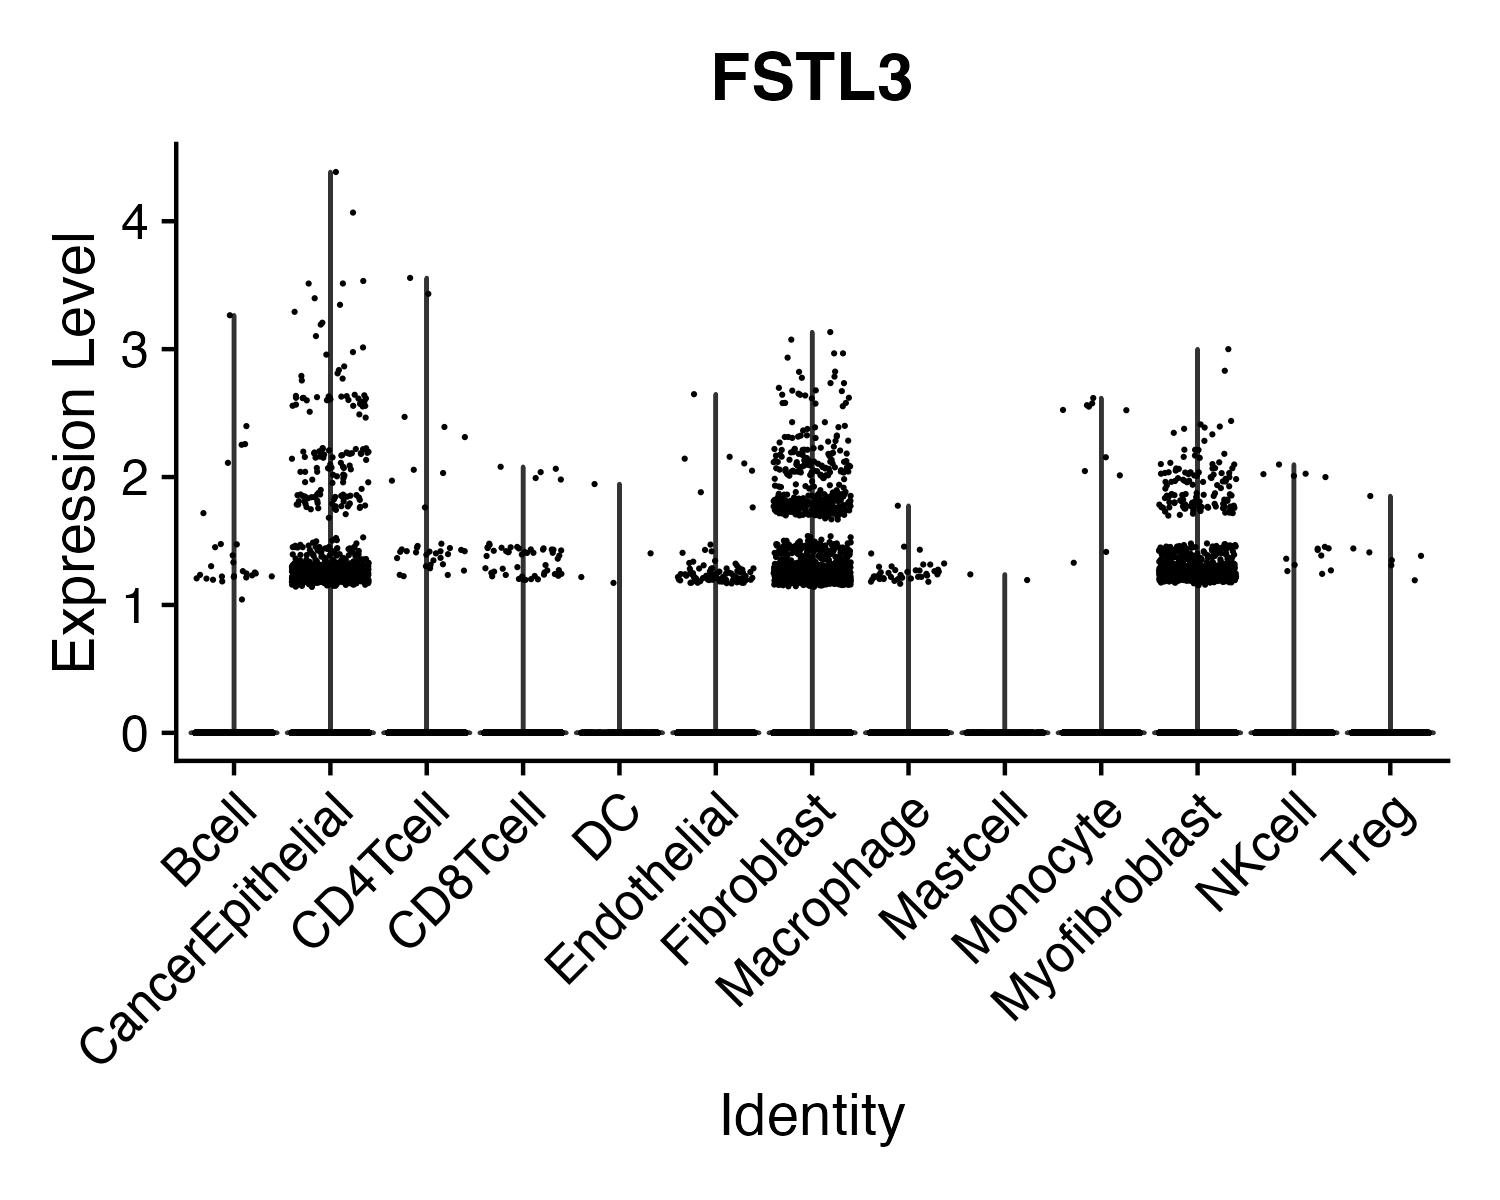 FSTL3
Expression Level
4
3
2
1
0
Bcell
CancerEpithelial
CD4Tcell
CD8Tcell
DC
Endothelial
Fibroblast
Macrophage
Mastcell
Monocyte
Myofibroblast
NKcell
Treg
Identity